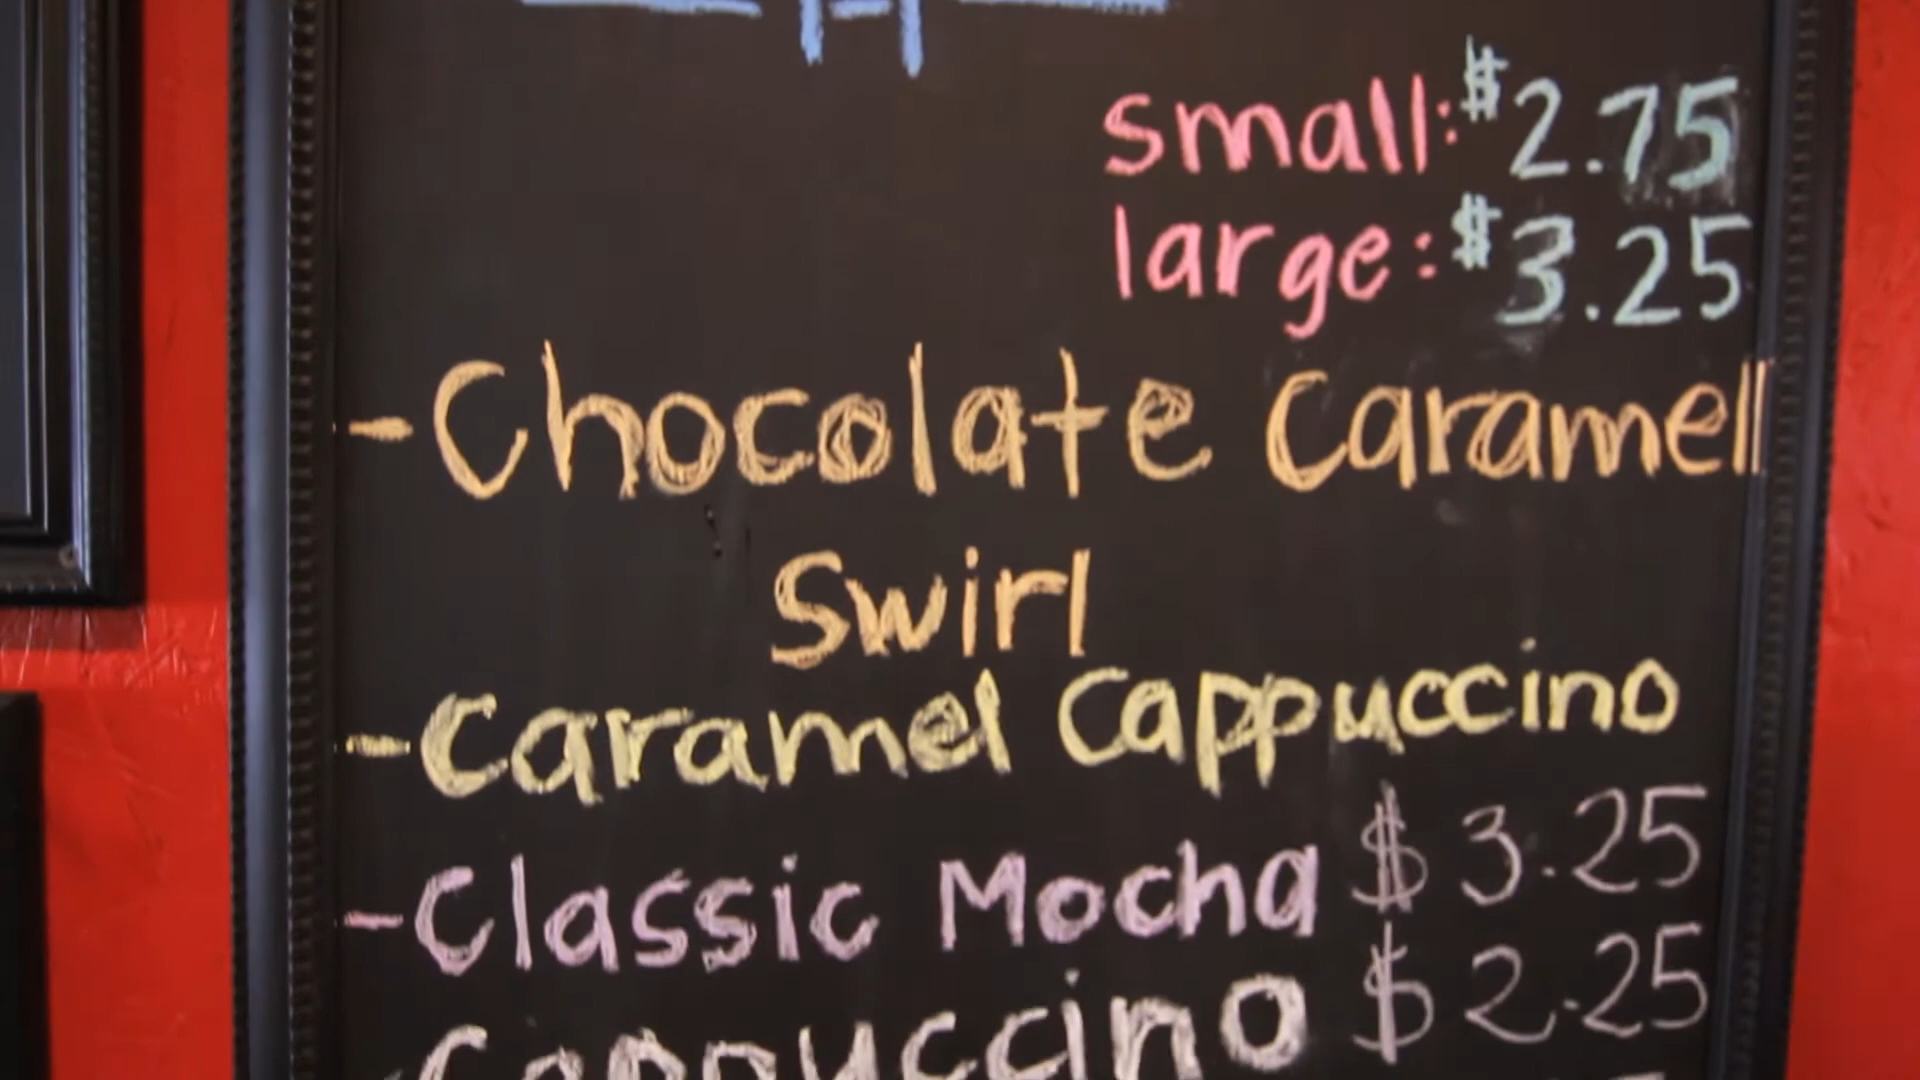 small: $2.75
large: $3.25
-Chocolate Caramell
Swirl
-Caramel Cappuccino
-Classic Mocha $3.25
Cappuccino $2.25